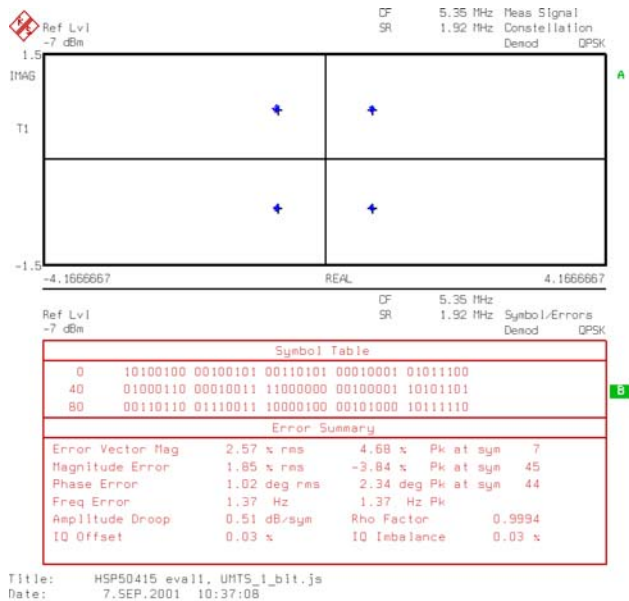 CF 5.35 MHz Meas Signal
Ref Lvl SR 1.92 MHz Constellation
-7 dBm Demod QPSK
1.5
IMAG
A
T1
-1.5
-4.1666667 REAL 4.1666667
CF 5.35 MHz
Ref Lvl SR 1.92 MHz Symbol/Errors
-7 dBm Demod QPSK
Symbol Table
0 10100100 00100101 00110101 00010001 01011100
40 01000110 00010011 11000000 00100001 10101101
B
80 00110110 01110011 10000100 00101000 10111110
Error Summary
Error Vector Mag 2.57 % rms 4.68 % Pk at sym 7
Magnitude Error 1.85 % rms -3.84 % Pk at sym 45
Phase Error 1.02 deg rms 2.34 deg Pk at sym 44
Freq Error 1.37 Hz 1.37 Hz Pk
Amplitude Droop 0.51 dB/sym Rho Factor 0.9994
IQ Offset 0.03 % IQ Imbalance 0.03 %
Title: HSP50415 eval1, UMTS_1_bit.js
Date: 7.SEP.2001 10:37:08